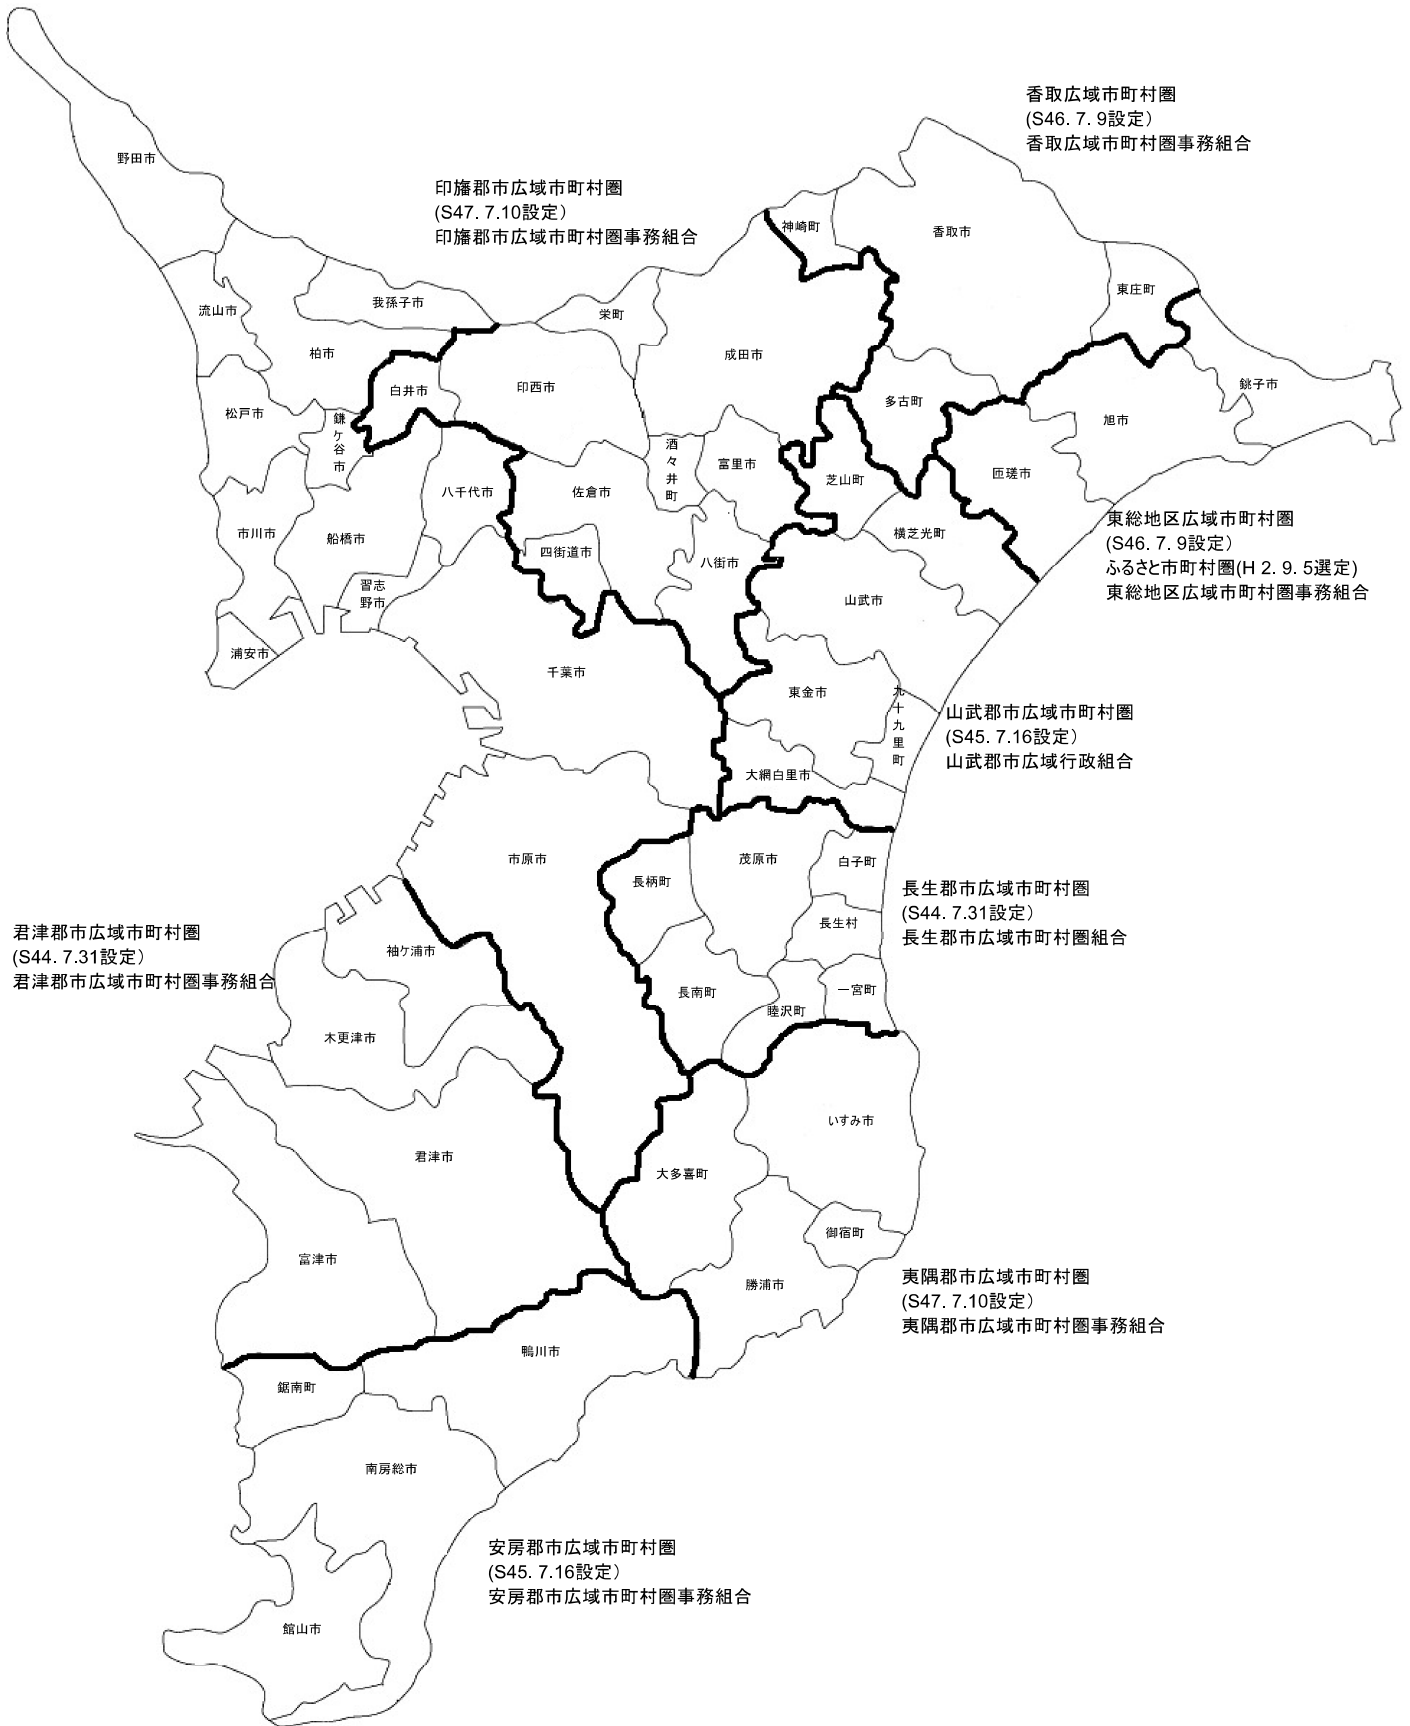 香取広域市町村圏
(S46. 7. 9設定)
香取広域市町村圏事務組合
野田市
印旛郡市広域市町村圏
(S47. 7.10設定)
印旛郡市広域市町村圏事務組合
神崎町
香取市
東庄町
流山市
我孫子市
栄町
柏市
成田市
白井市
印西市
銚子市
松戸市
鎌ケ谷市
多古町
旭市
酒々井町
富里市
芝山町
匝瑳市
八千代市
佐倉市
市川市
船橋市
四街道市
八街市
横芝光町
東総地区広域市町村圏
(S46. 7. 9設定)
ふるさと市町村圏(H 2. 9. 5選定)
東総地区広域市町村圏事務組合
習志野市
山武市
浦安市
千葉市
東金市
九十九里町
山武郡市広域市町村圏
(S45. 7.16設定)
山武郡市広域行政組合
大網白里市
市原市
長柄町
茂原市
白子町
長生郡市広域市町村圏
(S44. 7.31設定)
長生郡市広域市町村圏組合
君津郡市広域市町村圏
(S44. 7.31設定)
君津郡市広域市町村圏事務組合
袖ケ浦市
長生村
長南町
睦沢町
一宮町
木更津市
いすみ市
君津市
大多喜町
御宿町
富津市
勝浦市
夷隅郡市広域市町村圏
(S47. 7.10設定)
夷隅郡市広域市町村圏事務組合
鴨川市
鋸南町
南房総市
安房郡市広域市町村圏
(S45. 7.16設定)
安房郡市広域市町村圏事務組合
館山市